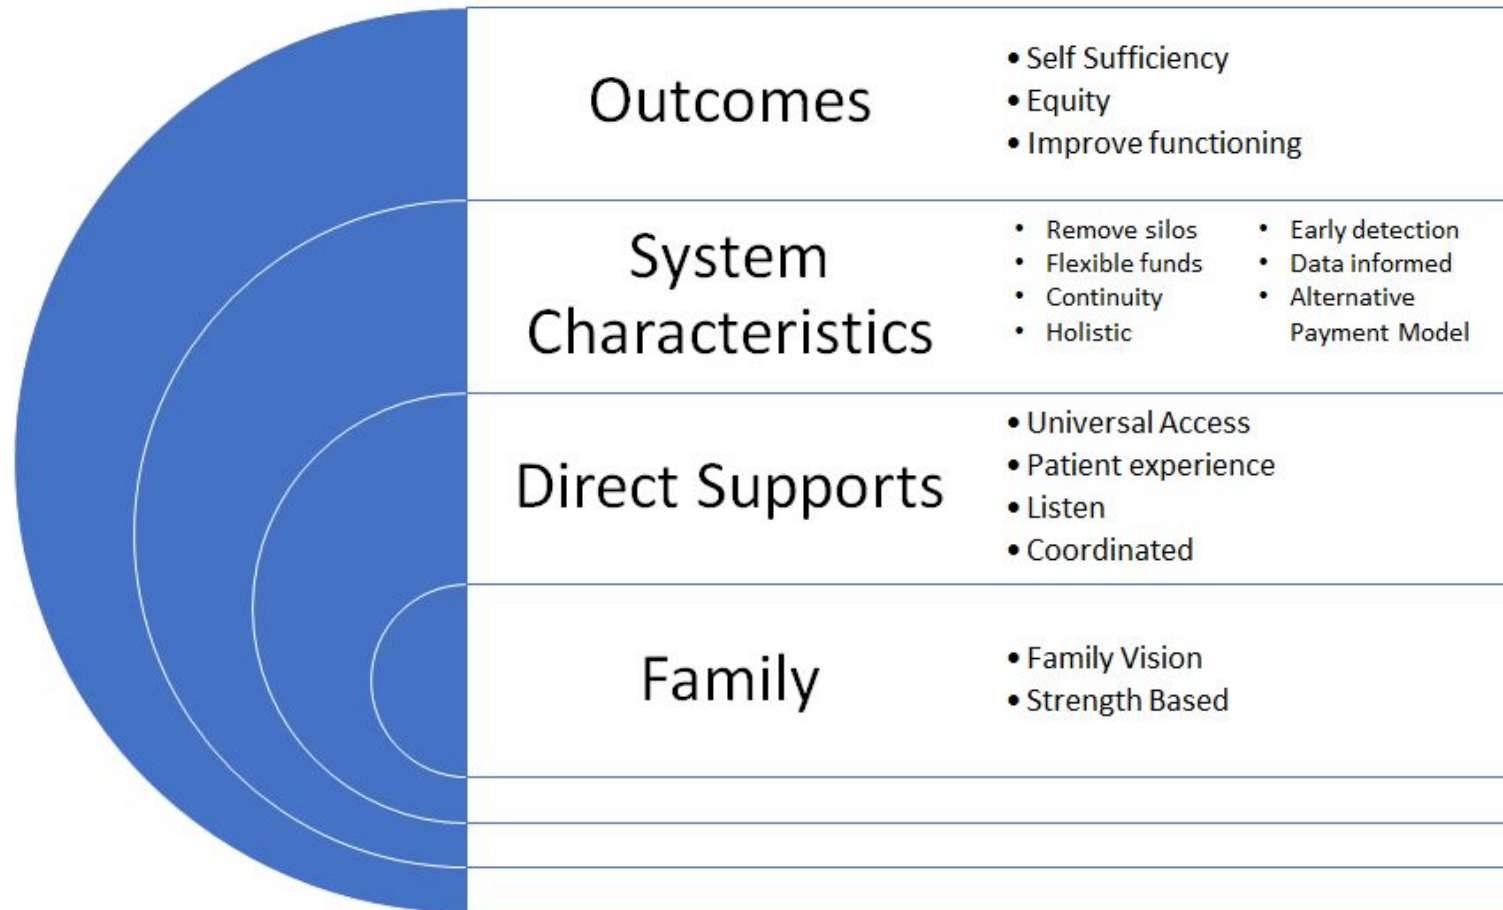 Outcomes
• Self Sufficiency
• Equity
• Improve functioning
System
Characteristics
• Remove silos
• Flexible funds
• Continuity
• Holistic
• Early detection
• Data informed
• Alternative
Payment Model
Direct Supports
• Universal Access
• Patient experience
• Listen
• Coordinated
Family
• Family Vision
• Strength Based